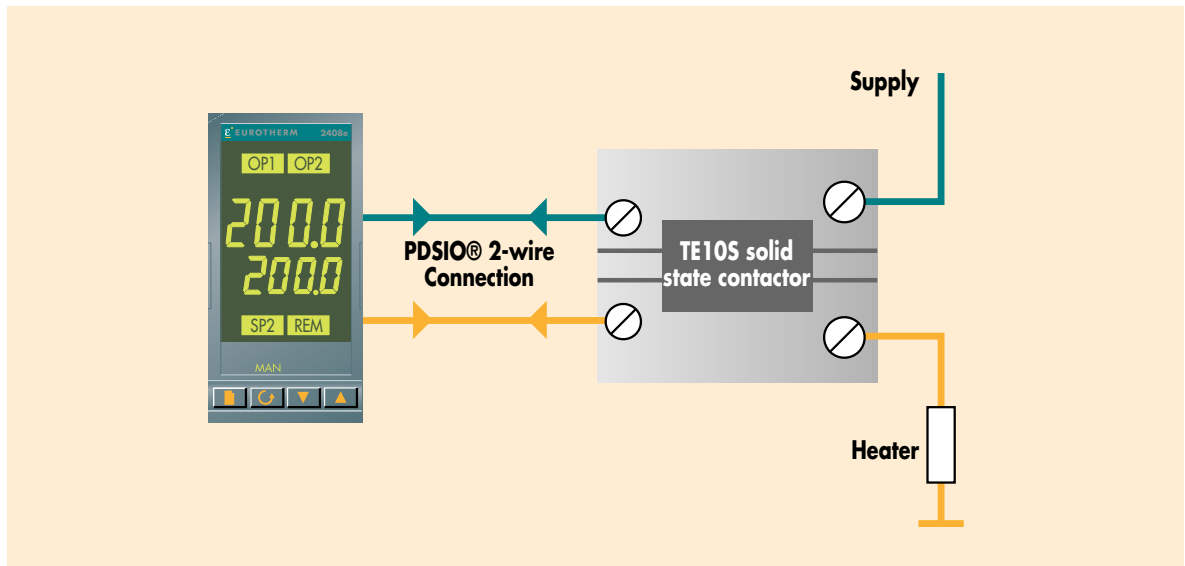 Supply
ε EUROTHERM 2408e
OP1 OP2
200.0
200.0
SP2 REM
MAN
PDSIO® 2-wire
Connection
TE10S solid
state contactor
Heater